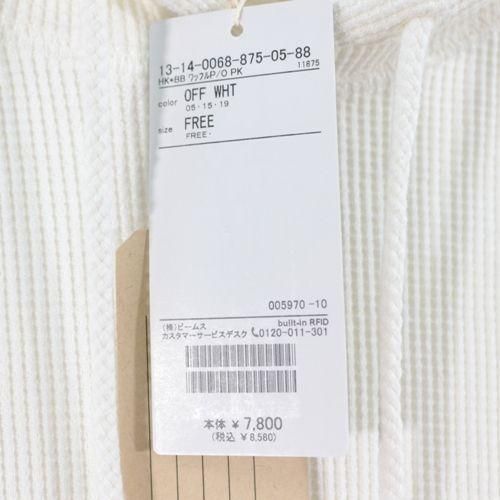 13-14-0068-875-05-88
HK*BB ワッフルP/O PK 11875
color OFF WHT
05・15・19
size FREE
FREE・
005970 -10
(株)ビームス built-in RFID
カスタマーサービスデスク 0120-011-301
本体 ¥ 7,800
(税込 ¥ 8,580)